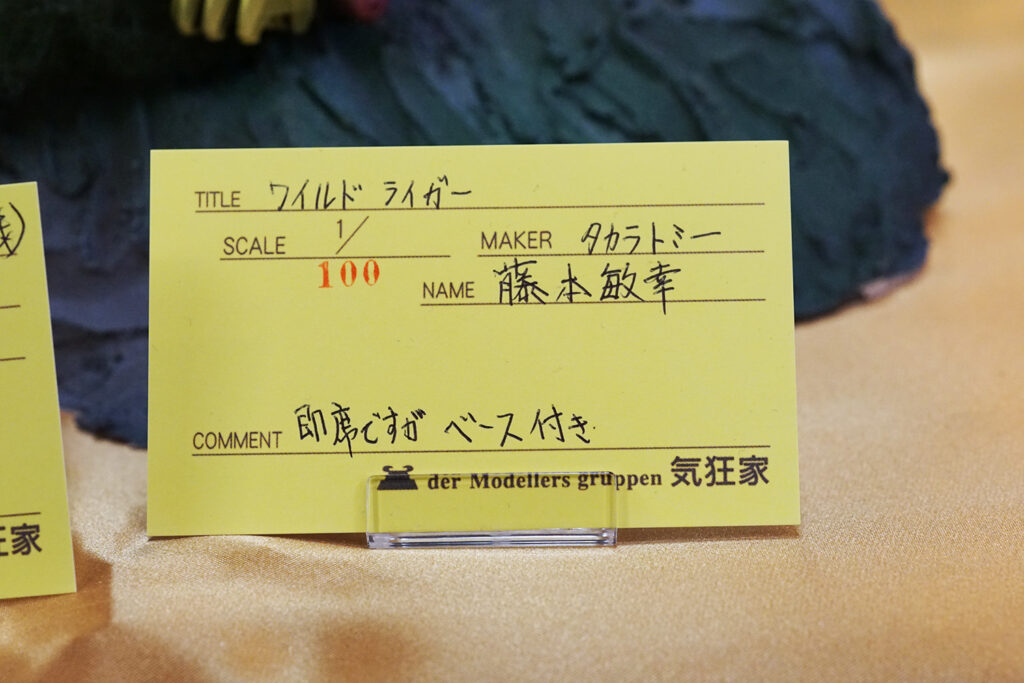 TITLE ワイルド ライガー
SCALE 1/100
MAKER タカラトミー
NAME 藤本敏幸
COMMENT 即席ですが ベース付き
der Modellers gruppen 気狂家
家